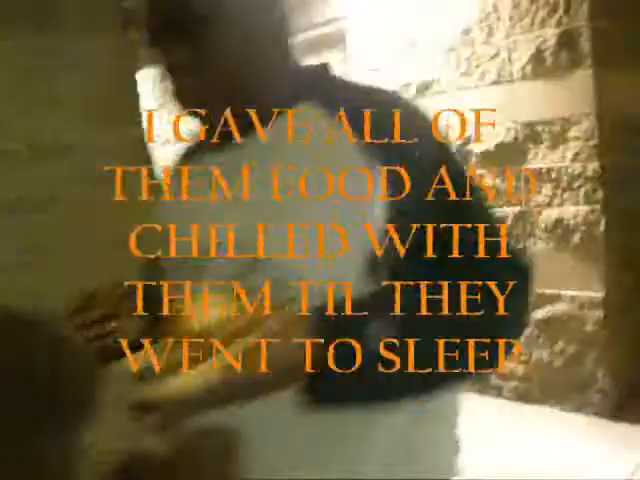 I GAVE ALL OF
THEM FOOD AND
CHILLED WITH
THEM TIL THEY
WENT TO SLEEP